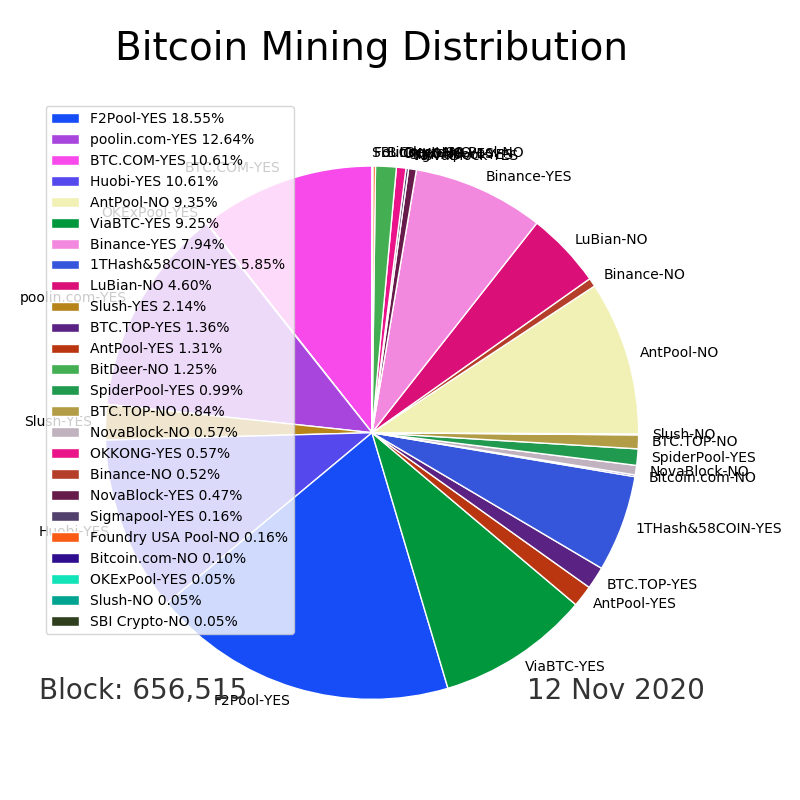 Bitcoin Mining Distribution
F2Pool-YES 18.55%
poolin.com-YES 12.64%
BTC.COM-YES 10.61%
Huobi-YES 10.61%
AntPool-NO 9.35%
ViaBTC-YES 9.25%
Binance-YES 7.94%
1THash&58COIN-YES 5.85%
LuBian-NO 4.60%
Slush-YES 2.14%
BTC.TOP-YES 1.36%
AntPool-YES 1.31%
BitDeer-NO 1.25%
SpiderPool-YES 0.99%
BTC.TOP-NO 0.84%
NovaBlock-NO 0.57%
OKKONG-YES 0.57%
Binance-NO 0.52%
NovaBlock-YES 0.47%
Sigmapool-YES 0.16%
Foundry USA Pool-NO 0.16%
Bitcoin.com-NO 0.10%
OKExPool-YES 0.05%
Slush-NO 0.05%
SBI Crypto-NO 0.05%
BTC.COM-YES
OKExPool-YES
poolin.com-YES
Slush-YES
Huobi-YES
F2Pool-YES
NovaBlock-YES
Binance-YES
LuBian-NO
Binance-NO
AntPool-NO
Slush-NO
BTC.TOP-NO
SpiderPool-YES
NovaBlock-NO
Bitcoin.com-NO
1THash&58COIN-YES
BTC.TOP-YES
AntPool-YES
ViaBTC-YES
Block: 656,515
12 Nov 2020